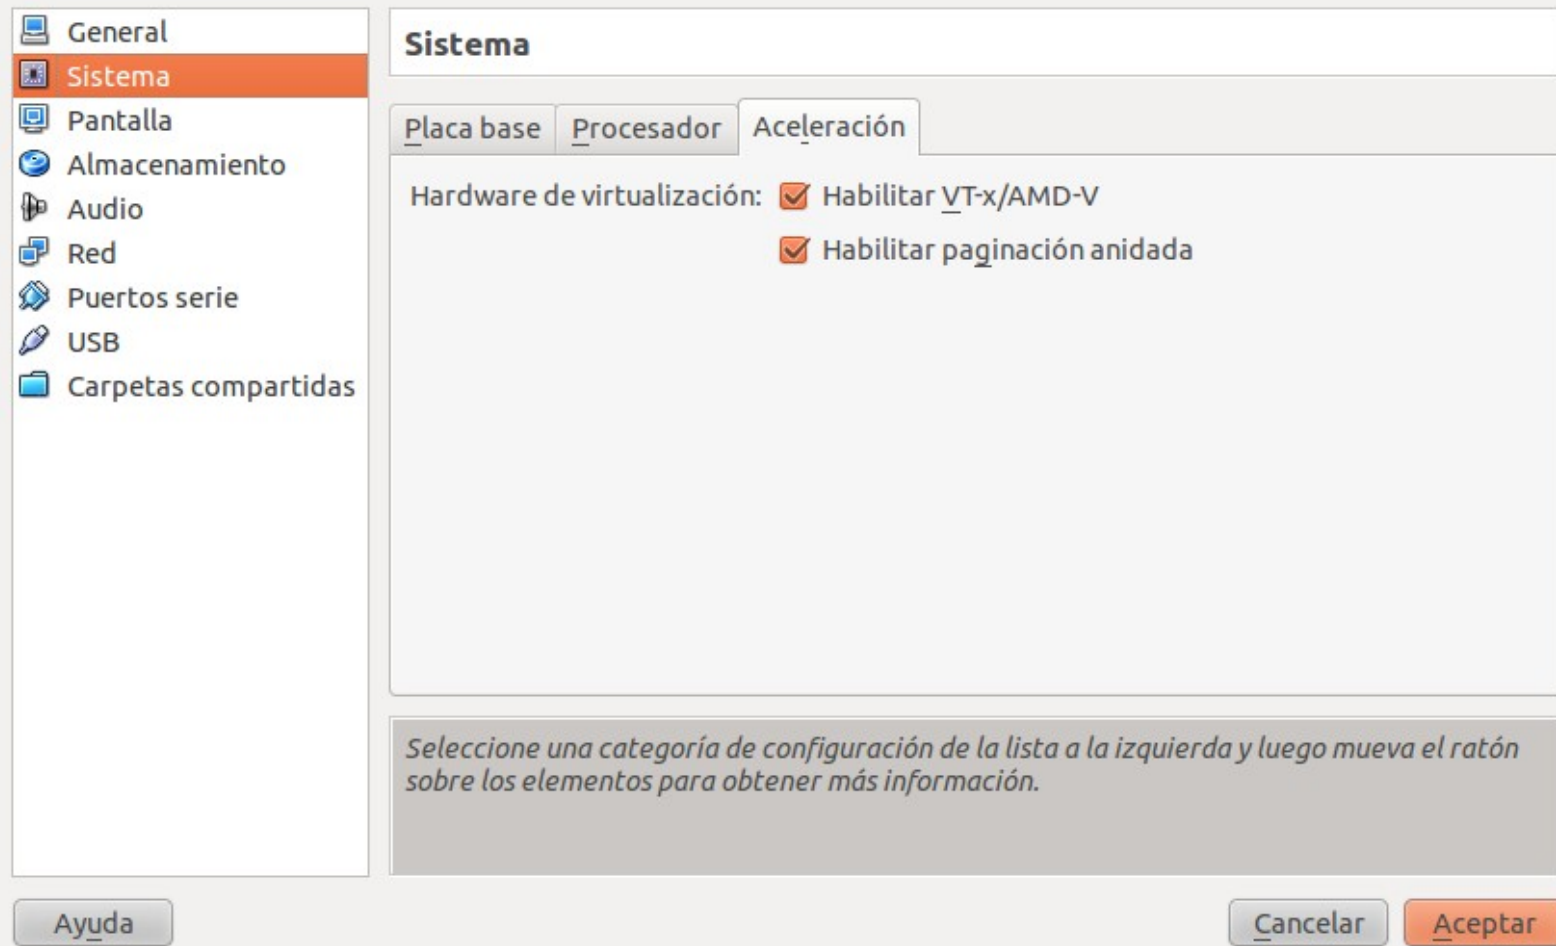 General
Sistema
Pantalla
Almacenamiento
Audio
Red
Puertos serie
USB
Carpetas compartidas
Sistema
Placa base Procesador Aceleración
Hardware de virtualización: Habilitar VT-x/AMD-V
Habilitar paginación anidada
Seleccione una categoría de configuración de la lista a la izquierda y luego mueva el ratón
sobre los elementos para obtener más información.
Ayuda Cancelar Aceptar